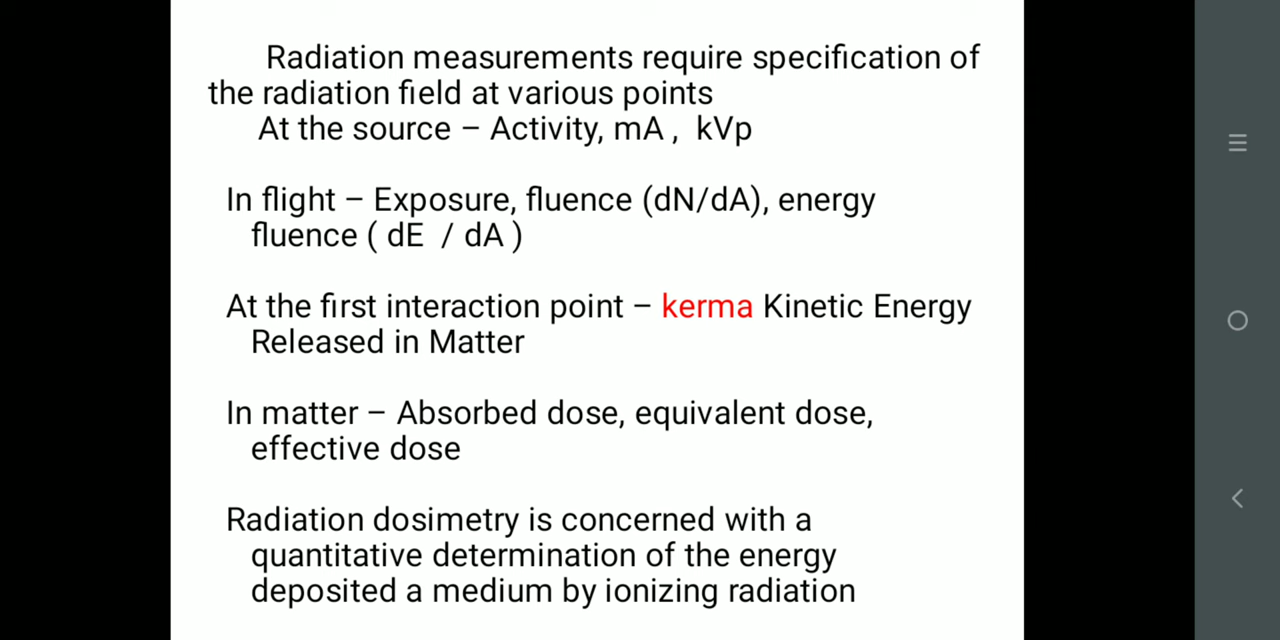 Radiation measurements require specification of
the radiation field at various points
At the source – Activity, mA , kVp
In flight – Exposure, fluence (dN/dA), energy
fluence ( dE / dA )
At the first interaction point – kerma Kinetic Energy
Released in Matter
In matter – Absorbed dose, equivalent dose,
effective dose
Radiation dosimetry is concerned with a
quantitative determination of the energy
deposited a medium by ionizing radiation